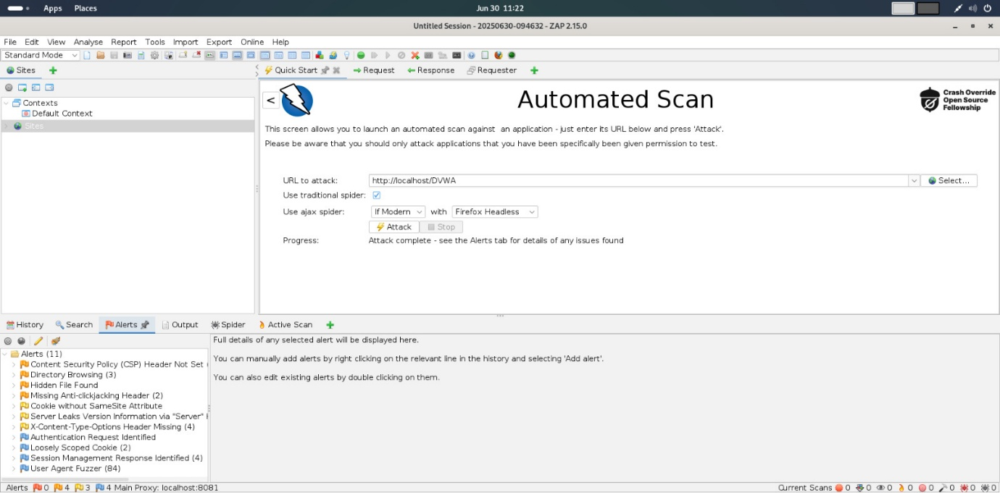 Apps Places Jun 30 11:22
Untitled Session - 20250630-094632 - ZAP 2.15.0
File Edit View Analyse Report Tools Import Export Online Help
Standard Mode
Sites Quick Start Request Response Requester
< Automated Scan Crash Override
Open Source
Fellowship
Contexts
Default Context
Sites
This screen allows you to launch an automated scan against  an application - just enter its URL below and press 'Attack'.
Please be aware that you should only attack applications that you have been specifically been given permission to test.
URL to attack: http://localhost/DVWA Select...
Use traditional spider:
Use ajax spider: If Modern with Firefox Headless
Attack Stop
Progress: Attack complete - see the Alerts tab for details of any issues found
History Search Alerts Output Spider Active Scan
Alerts (11)
Content Security Policy (CSP) Header Not Set (
Directory Browsing (3)
Hidden File Found
Missing Anti-clickjacking Header (2)
Cookie without SameSite Attribute
Server Leaks Version Information via "Server"
X-Content-Type-Options Header Missing (4)
Authentication Request Identified
Loosely Scoped Cookie (2)
Session Management Response Identified (4)
User Agent Fuzzer (84)
Full details of any selected alert will be displayed here.
You can manually add alerts by right clicking on the relevant line in the history and selecting 'Add alert'.
You can also edit existing alerts by double clicking on them.
Alerts 0 4 3 4 Main Proxy: localhost:8081 Current Scans 0 0 0 0 0 0 0 0